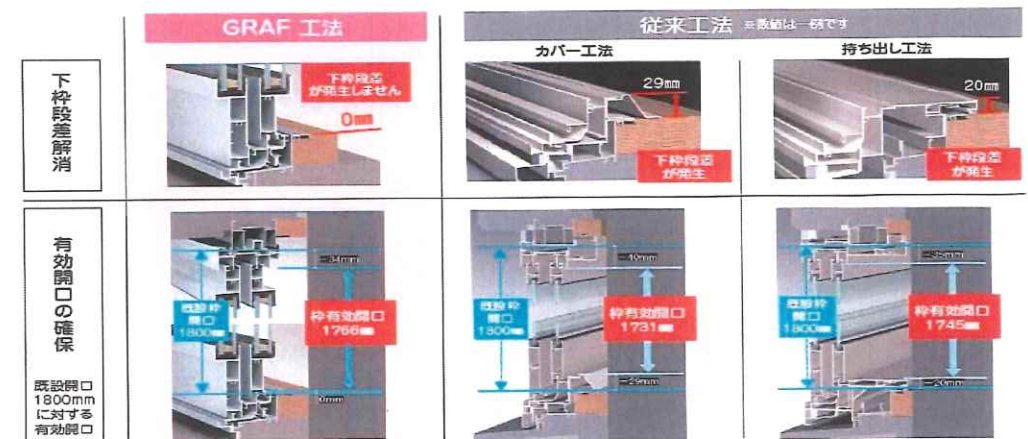 GRAF 工法
従来工法 ※数値は一例です
カバー工法
持ち出し工法
下枠段差解消
下枠段差
が発生しません
0mm
29mm
下枠段差
が発生
20mm
下枠段差
が発生
有効開口の確保
既設開口
1800mm
に対する
有効開口
-34mm
既設枠
開口
1800mm
枠有効開口
1766mm
0mm
-40mm
既設枠
開口
1800mm
枠有効開口
1731mm
-29mm
-35mm
既設枠
開口
1800mm
枠有効開口
1745mm
-20mm